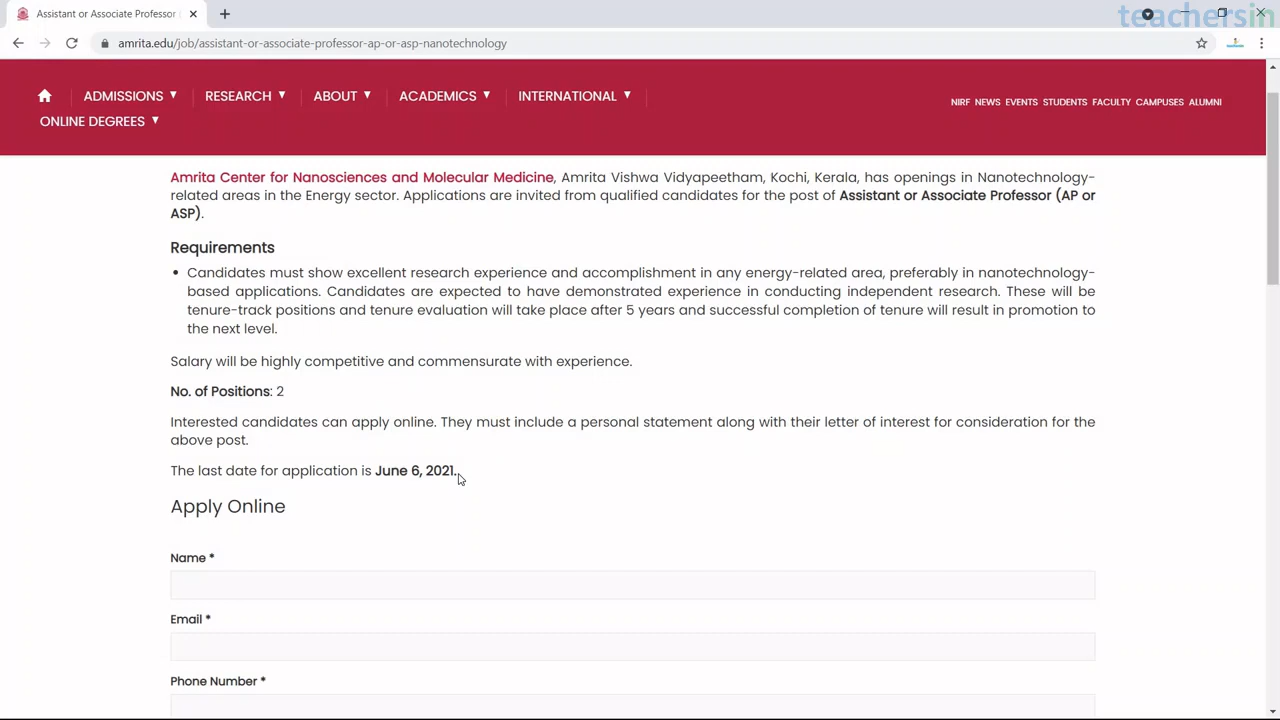 Assistant or Associate Professor
teachersin
amrita.edu/job/assistant-or-associate-professor-ap-or-asp-nanotechnology
ADMISSIONS ▼ RESEARCH ▼ ABOUT ▼ ACADEMICS ▼ INTERNATIONAL ▼
NIRF NEWS EVENTS STUDENTS FACULTY CAMPUSES ALUMNI
ONLINE DEGREES ▼
Amrita Center for Nanosciences and Molecular Medicine, Amrita Vishwa Vidyapeetham, Kochi, Kerala, has openings in Nanotechnology-
related areas in the Energy sector. Applications are invited from qualified candidates for the post of Assistant or Associate Professor (AP or
ASP).
Requirements
• Candidates must show excellent research experience and accomplishment in any energy-related area, preferably in nanotechnology-
based applications. Candidates are expected to have demonstrated experience in conducting independent research. These will be
tenure-track positions and tenure evaluation will take place after 5 years and successful completion of tenure will result in promotion to
the next level.
Salary will be highly competitive and commensurate with experience.
No. of Positions: 2
Interested candidates can apply online. They must include a personal statement along with their letter of interest for consideration for the
above post.
The last date for application is June 6, 2021.
Apply Online
Name *
Email *
Phone Number *